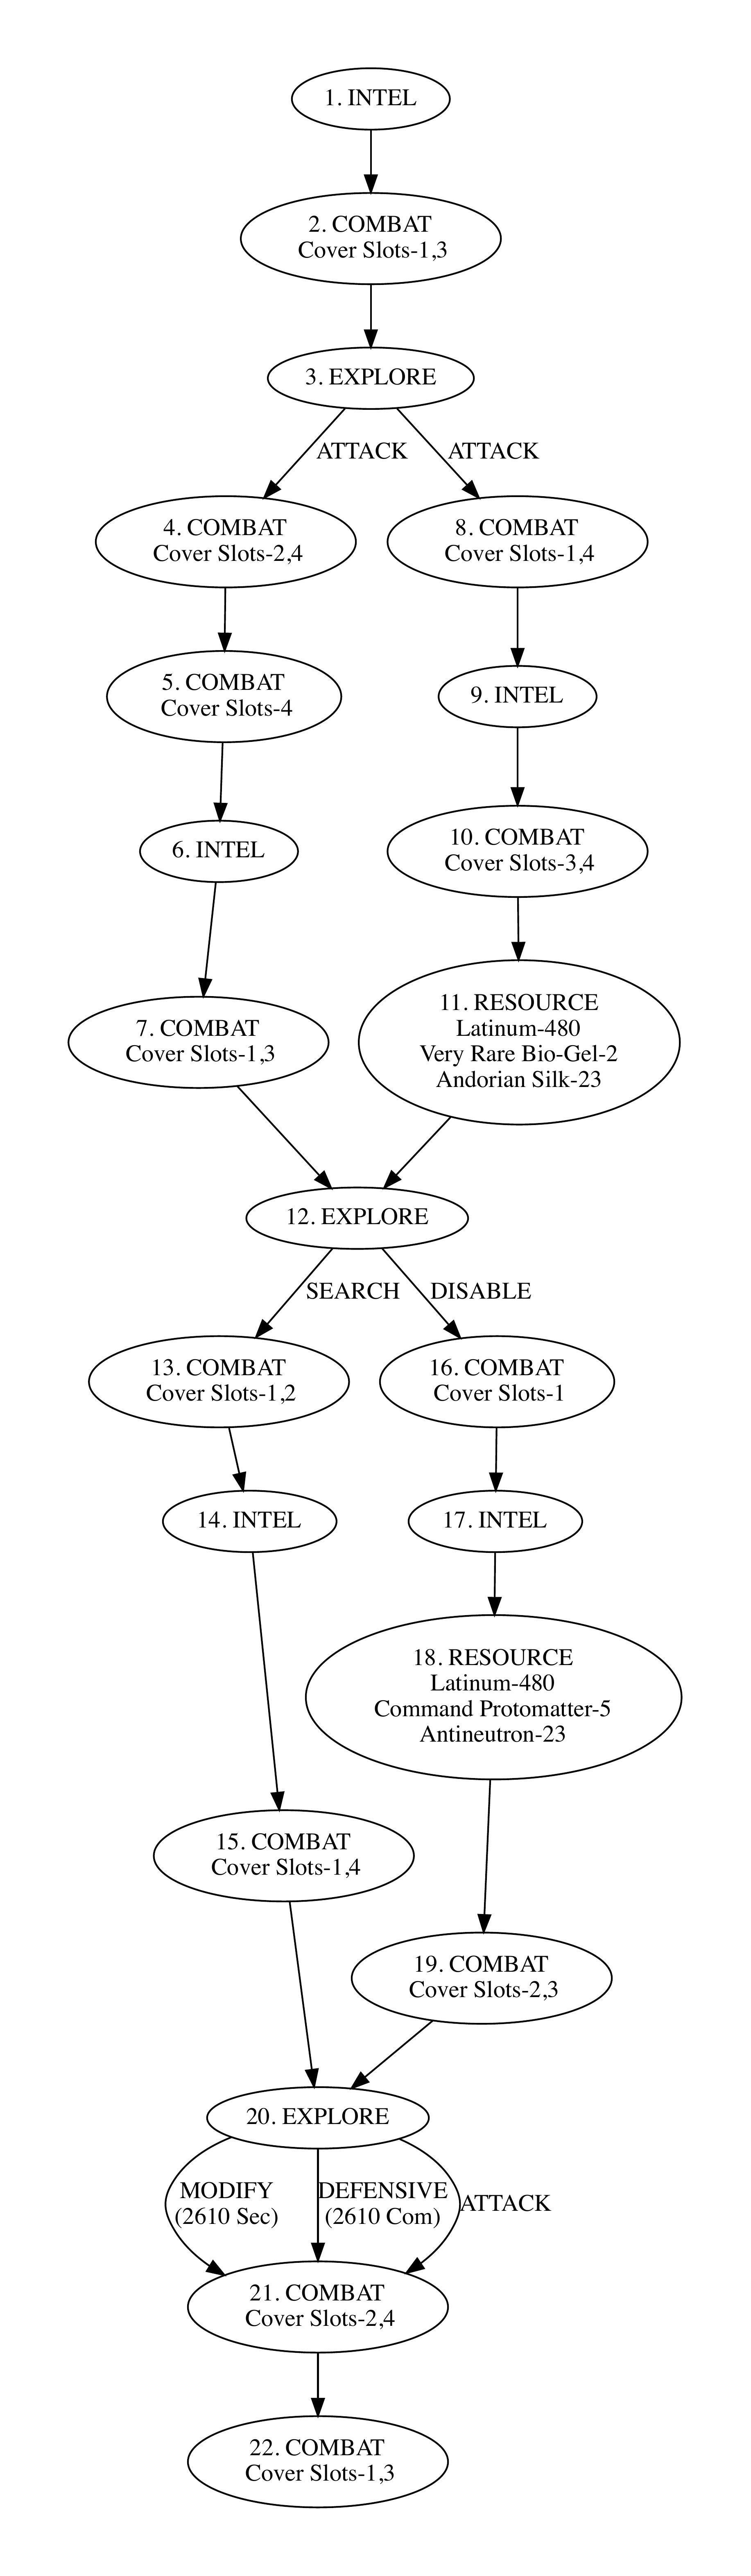 1. INTEL
2. COMBAT
Cover Slots-1,3
3. EXPLORE
ATTACK
ATTACK
4. COMBAT
Cover Slots-2,4
8. COMBAT
Cover Slots-1,4
5. COMBAT
Cover Slots-4
9. INTEL
6. INTEL
10. COMBAT
Cover Slots-3,4
7. COMBAT
Cover Slots-1,3
11. RESOURCE
Latinum-480
Very Rare Bio-Gel-2
Andorian Silk-23
12. EXPLORE
SEARCH
DISABLE
13. COMBAT
Cover Slots-1,2
16. COMBAT
Cover Slots-1
14. INTEL
17. INTEL
18. RESOURCE
Latinum-480
Command Protomatter-5
Antineutron-23
15. COMBAT
Cover Slots-1,4
19. COMBAT
Cover Slots-2,3
20. EXPLORE
MODIFY
(2610 Sec)
DEFENSIVE
(2610 Com)
ATTACK
21. COMBAT
Cover Slots-2,4
22. COMBAT
Cover Slots-1,3